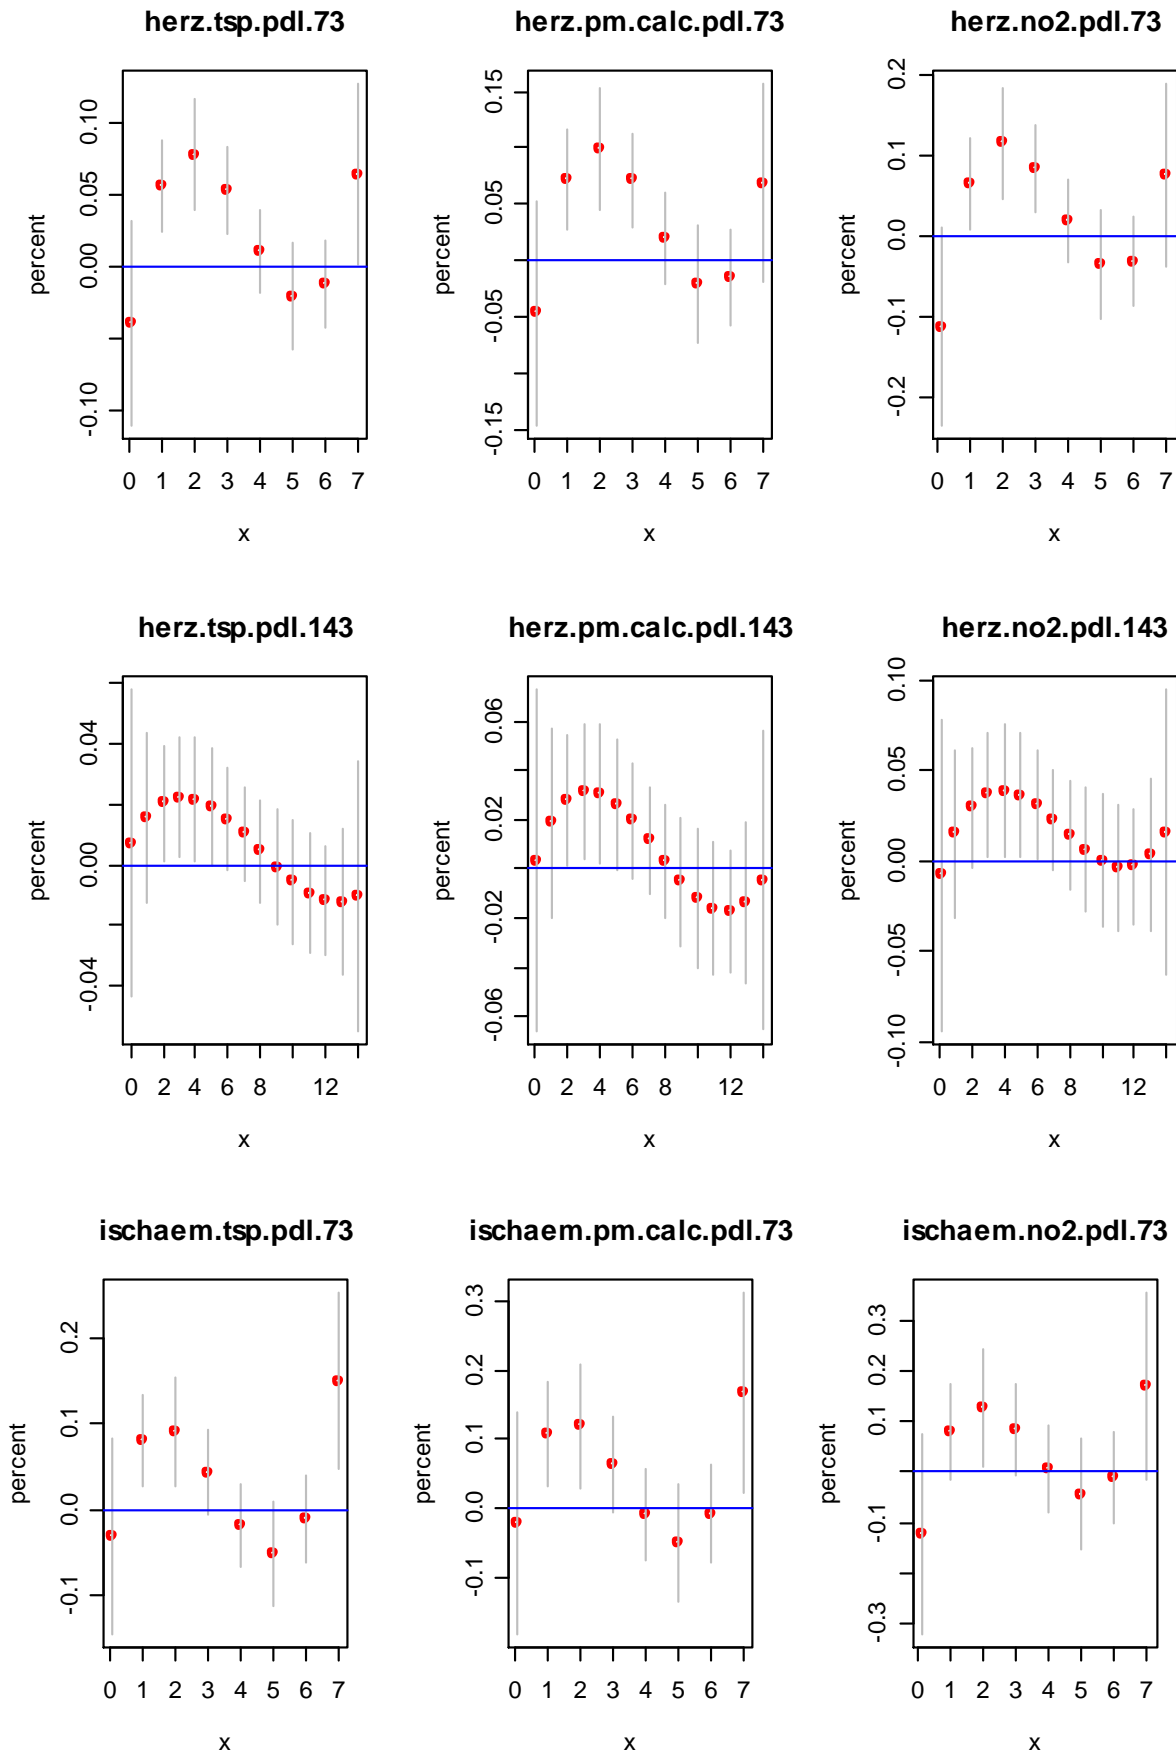 herz.tsp.pdl.73
percent
0.10
0.05
0.00
-0.10
0 1 2 3 4 5 6 7
x
herz.pm.calc.pdl.73
percent
0.15
0.05
-0.05
-0.15
0 1 2 3 4 5 6 7
x
herz.no2.pdl.73
percent
0.2
0.1
0.0
-0.1
-0.2
0 1 2 3 4 5 6 7
x
herz.tsp.pdl.143
percent
0.04
0.00
-0.04
0 2 4 6 8 12
x
herz.pm.calc.pdl.143
percent
0.06
0.02
-0.02
-0.06
0 2 4 6 8 12
x
herz.no2.pdl.143
percent
0.10
0.05
0.00
-0.05
-0.10
0 2 4 6 8 12
x
ischaem.tsp.pdl.73
percent
0.2
0.1
0.0
-0.1
0 1 2 3 4 5 6 7
x
ischaem.pm.calc.pdl.73
percent
0.3
0.2
0.1
0.0
-0.1
0 1 2 3 4 5 6 7
x
ischaem.no2.pdl.73
percent
0.3
0.1
-0.1
-0.3
0 1 2 3 4 5 6 7
x